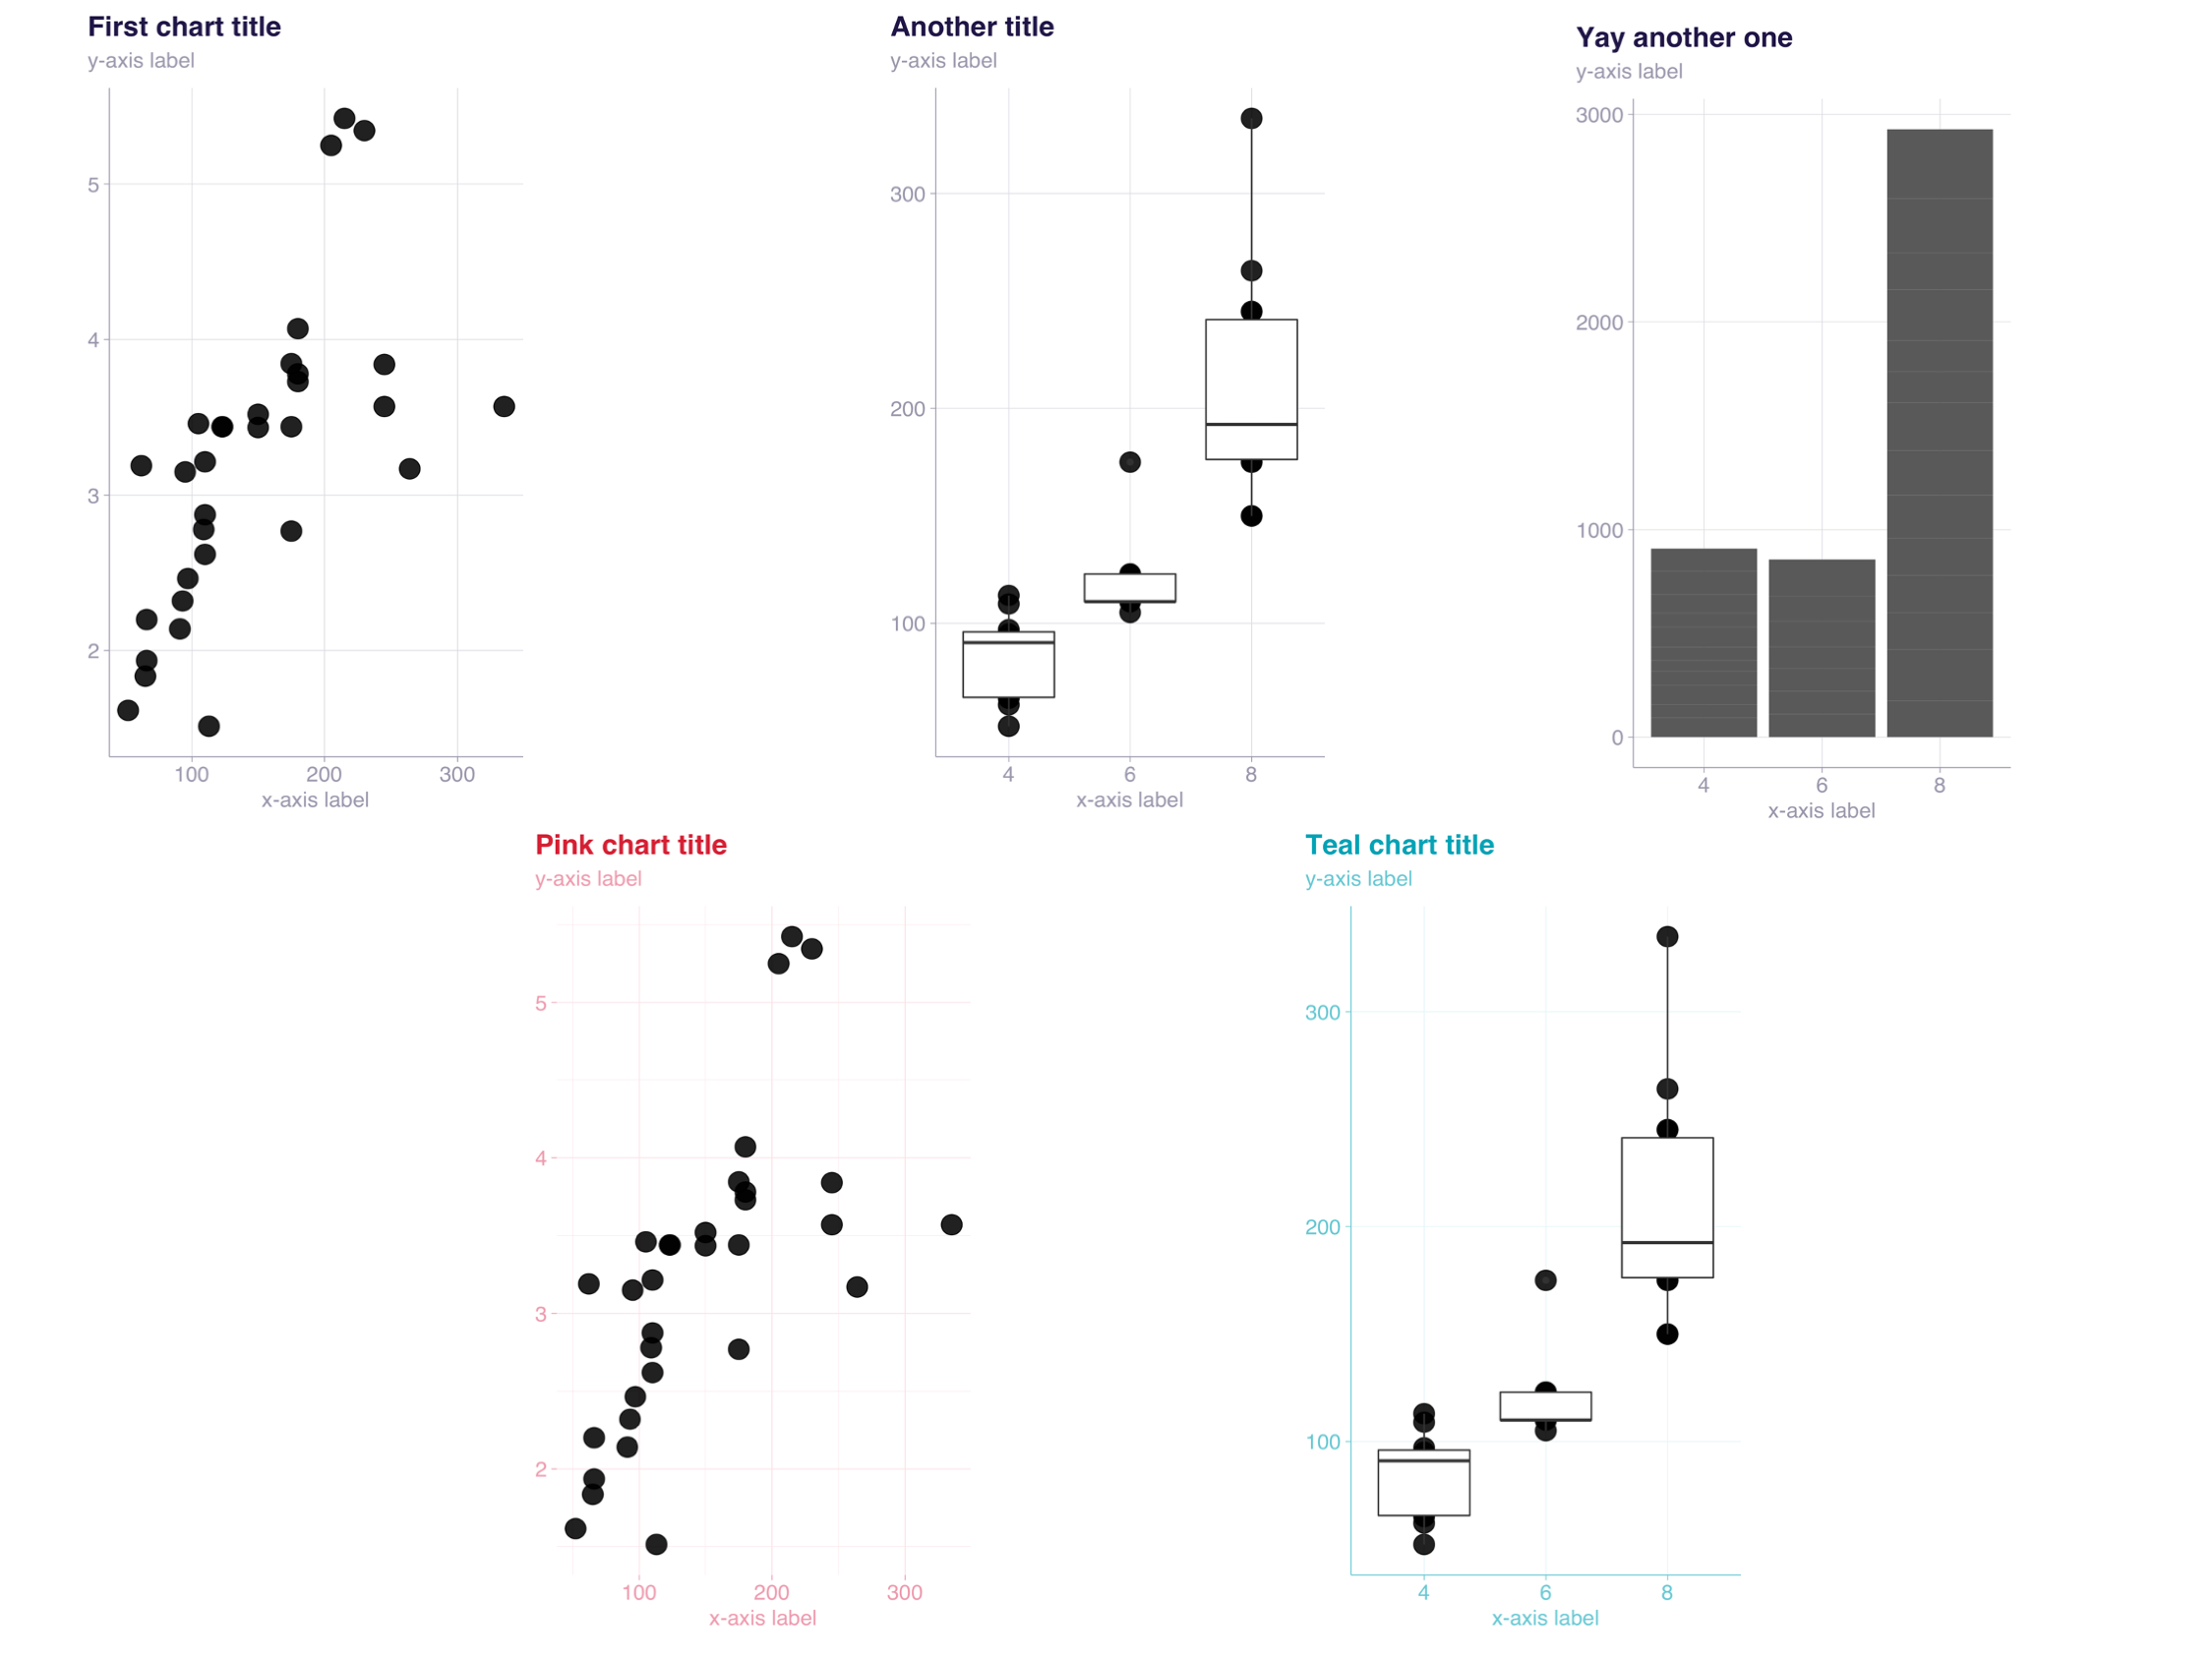 First chart title
y-axis label
5
4
3
2
100 200 300
x-axis label
Another title
y-axis label
300
200
100
4 6 8
x-axis label
Yay another one
y-axis label
3000
2000
1000
0
4 6 8
x-axis label
Pink chart title
y-axis label
5
4
3
2
100 200 300
x-axis label
Teal chart title
y-axis label
300
200
100
4 6 8
x-axis label